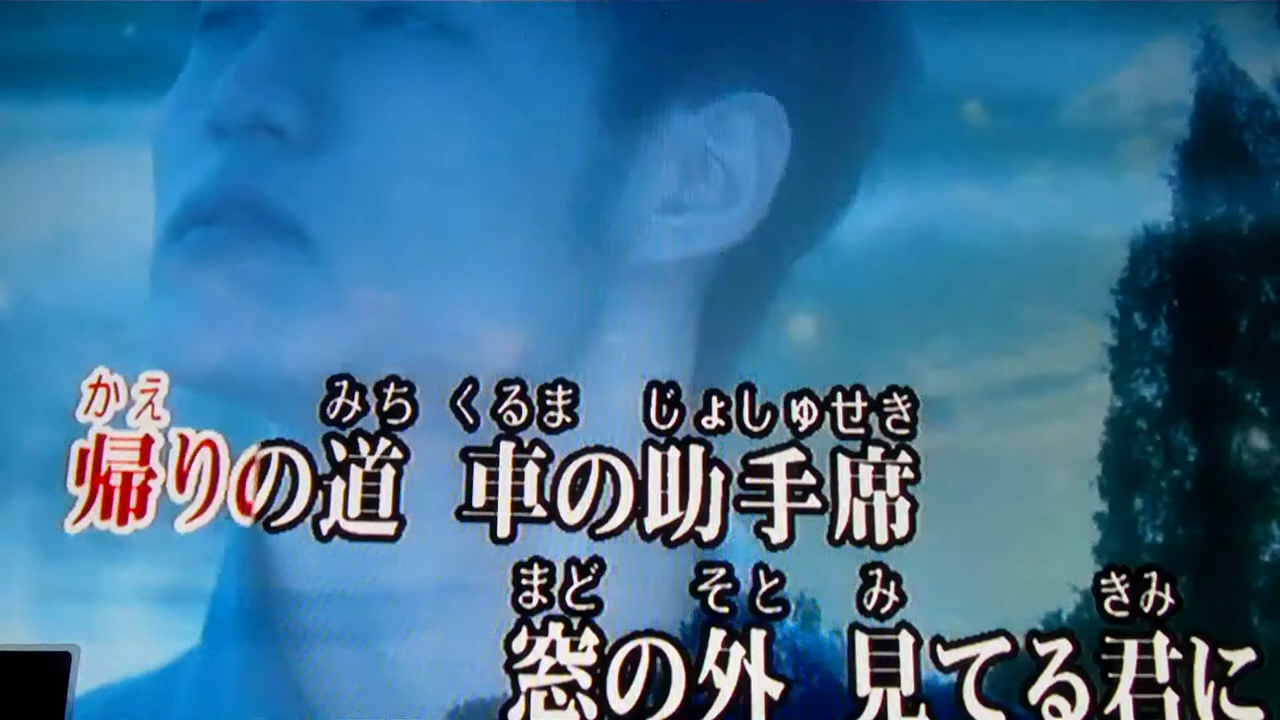 かえ みち くるま じょしゅせき
帰りの道 車の助手席
まど そと み きみ
窓の外 見てる君に